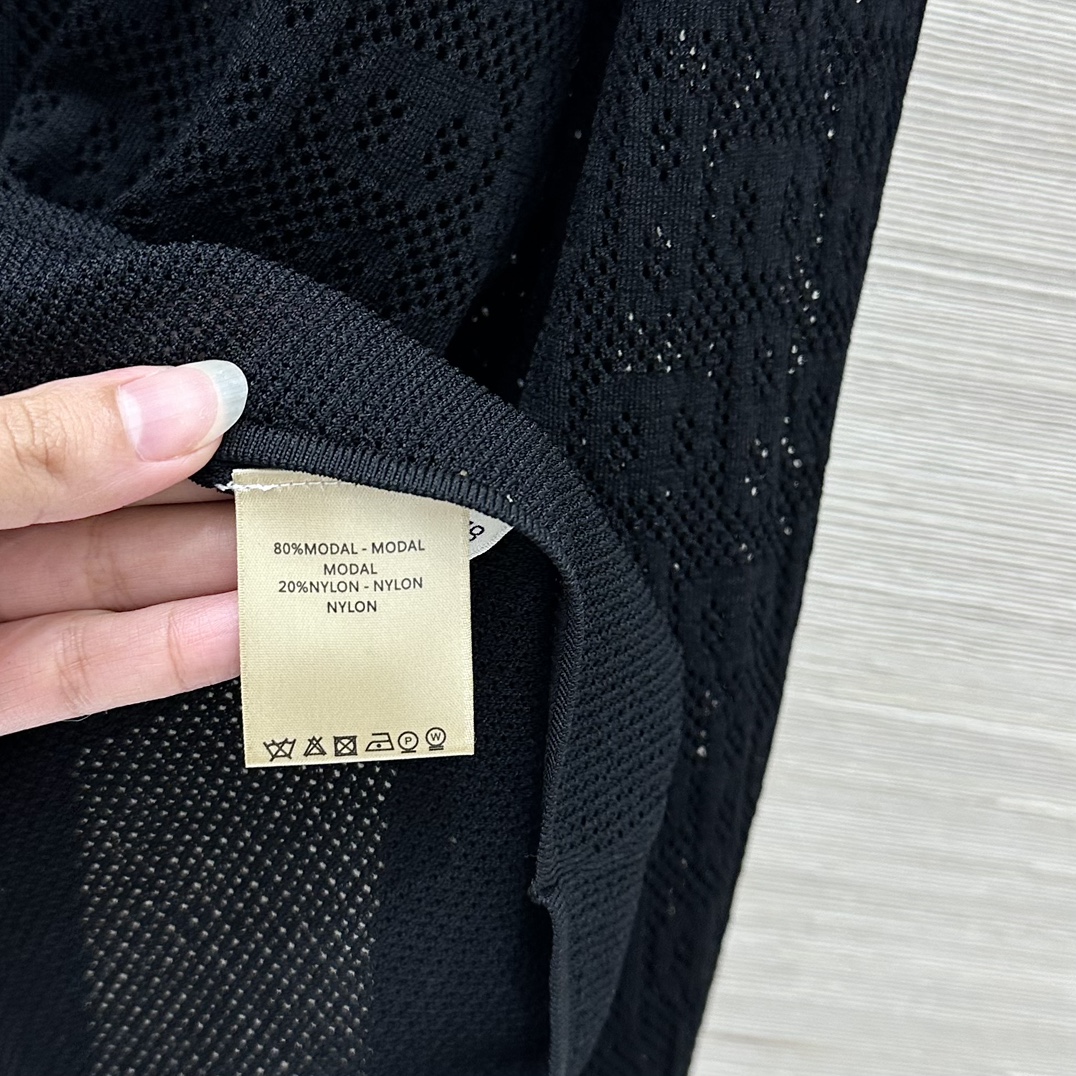 80%MODAL - MODAL
MODAL
20%NYLON - NYLON
NYLON
P W